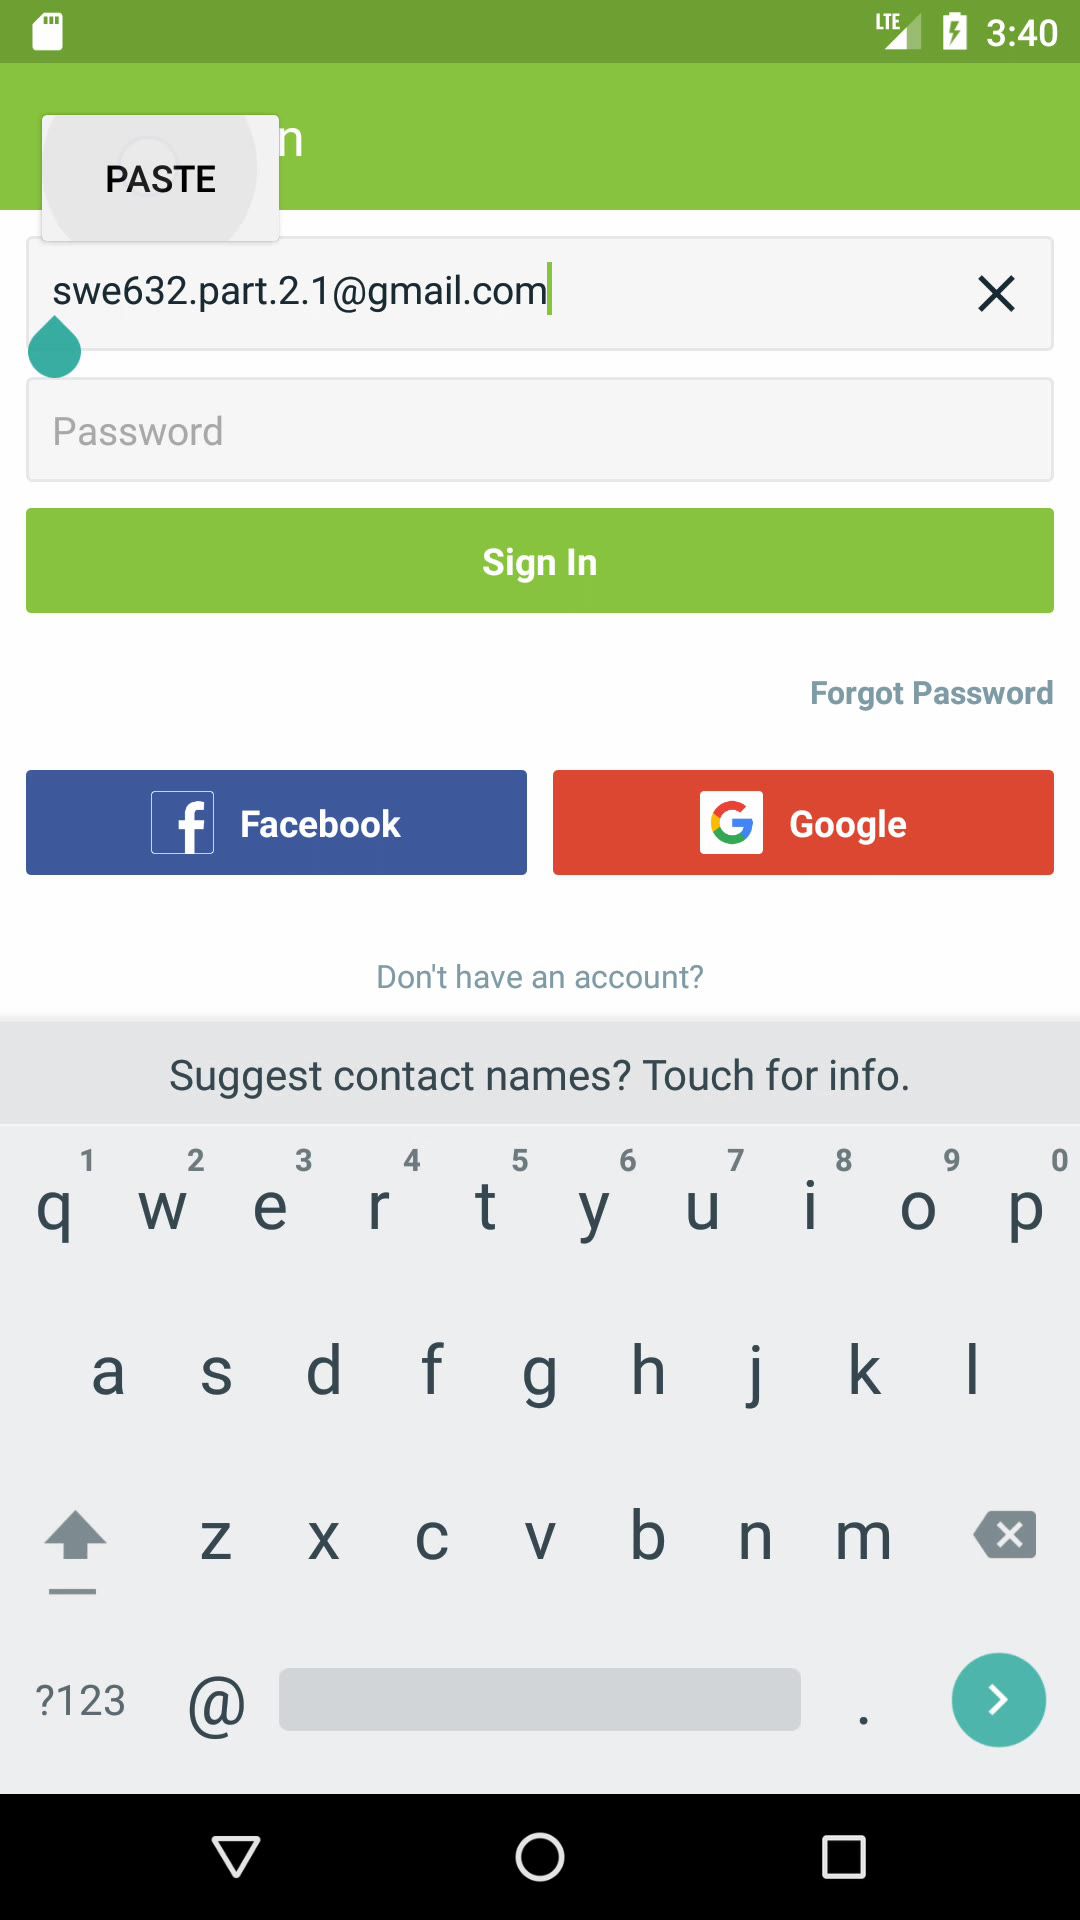 LTE 3:40
n
PASTE
swe632.part.2.1@gmail.com
Password
Sign In
Forgot Password
f Facebook
G Google
Don't have an account?
Suggest contact names? Touch for info.
1 2 3 4 5 6 7 8 9 0
q w e r t y u i o p
a s d f g h j k l
z x c v b n m
?123 @ .